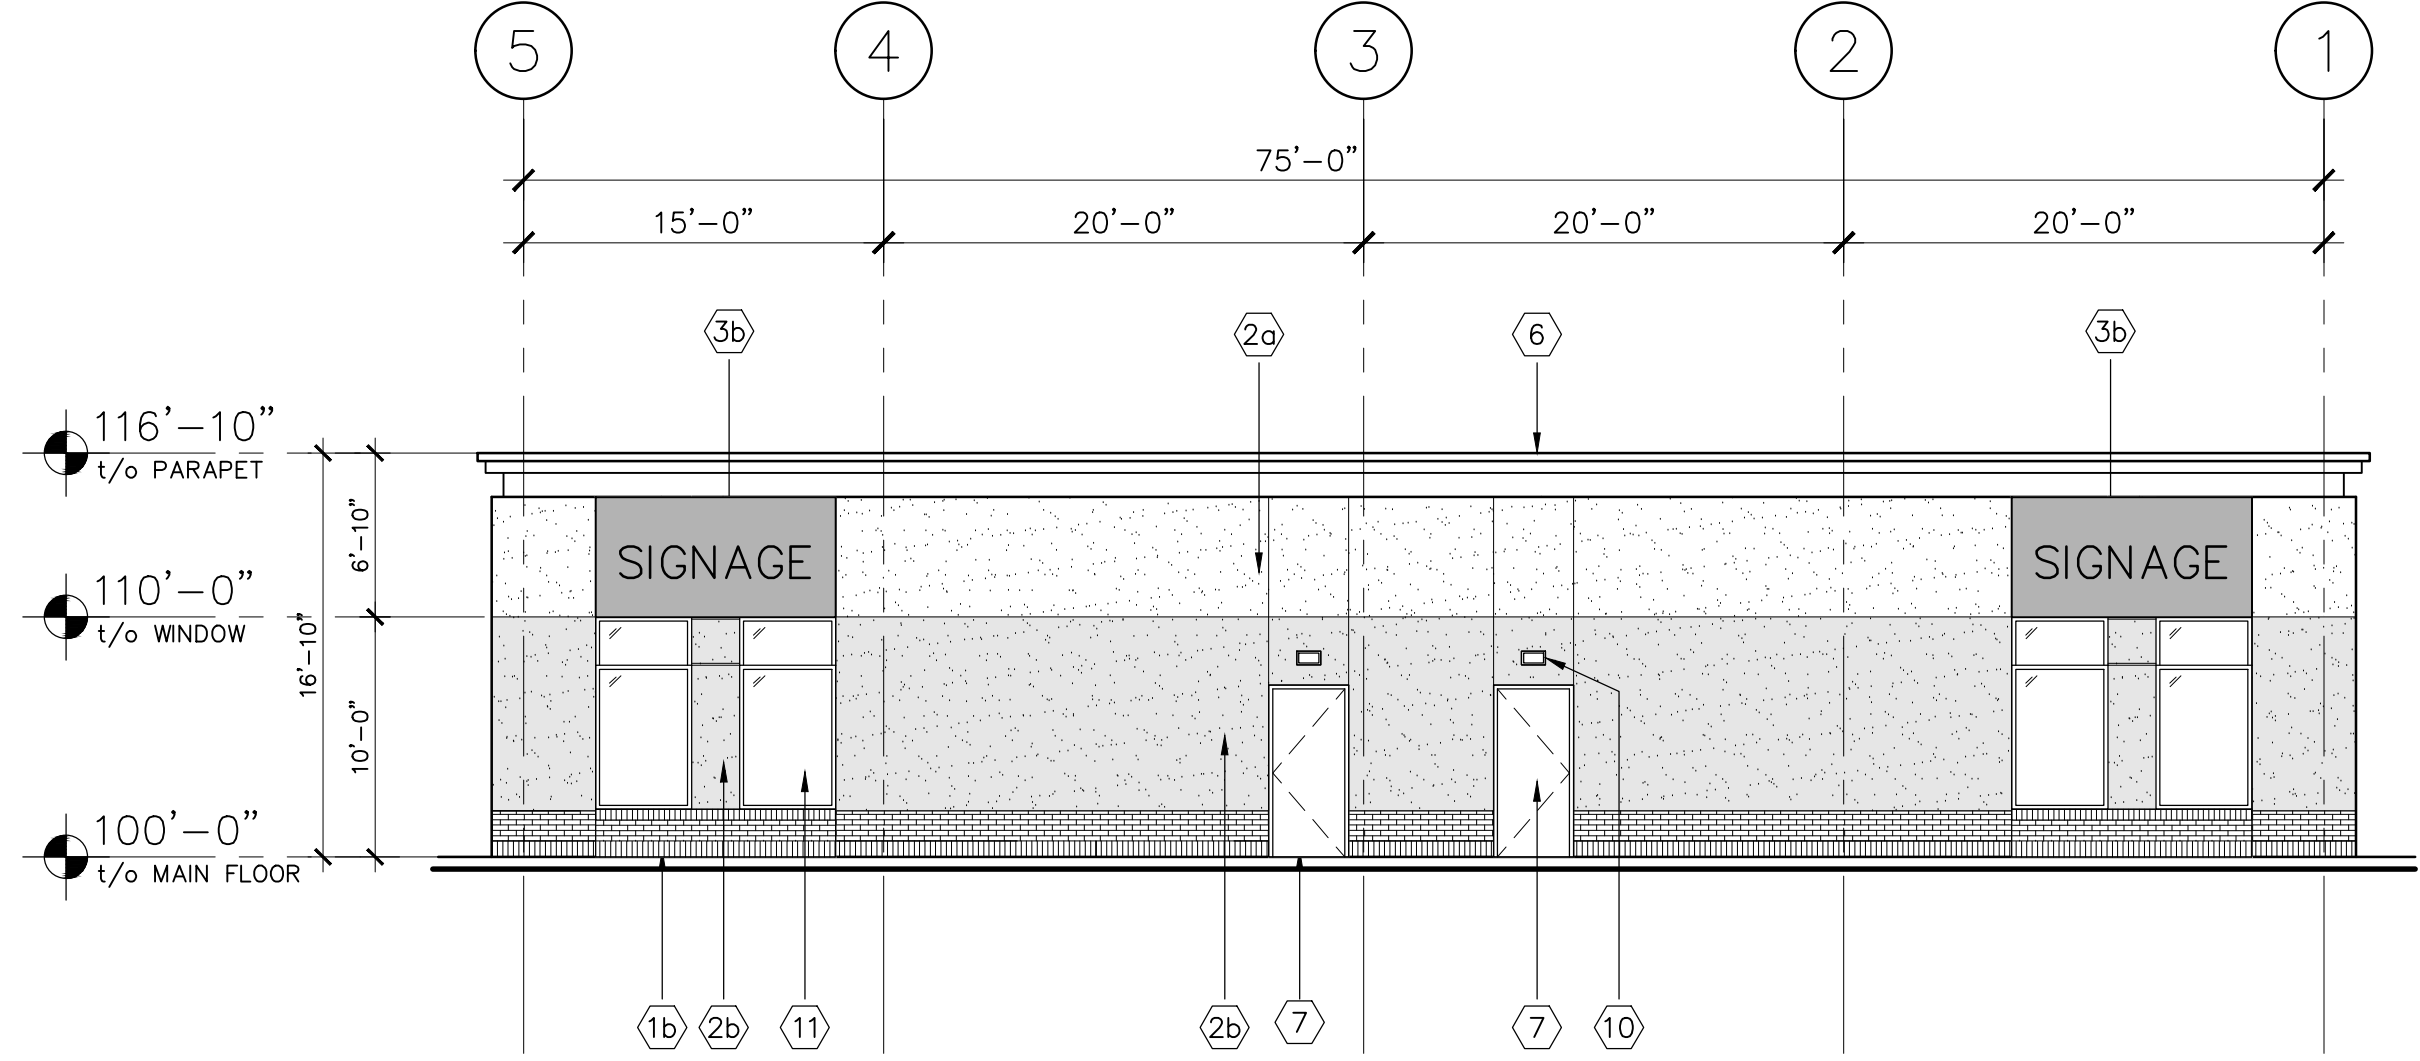 5 4 3 2 1
75'-0"
15'-0" 20'-0" 20'-0" 20'-0"
3b 2a 6 3b
116'-10"
t/o PARAPET
6'-10"
SIGNAGE SIGNAGE
110'-0"
t/o WINDOW
16'-10"
10'-0"
100'-0"
t/o MAIN FLOOR
1b 2b 11 2b 7 7 10